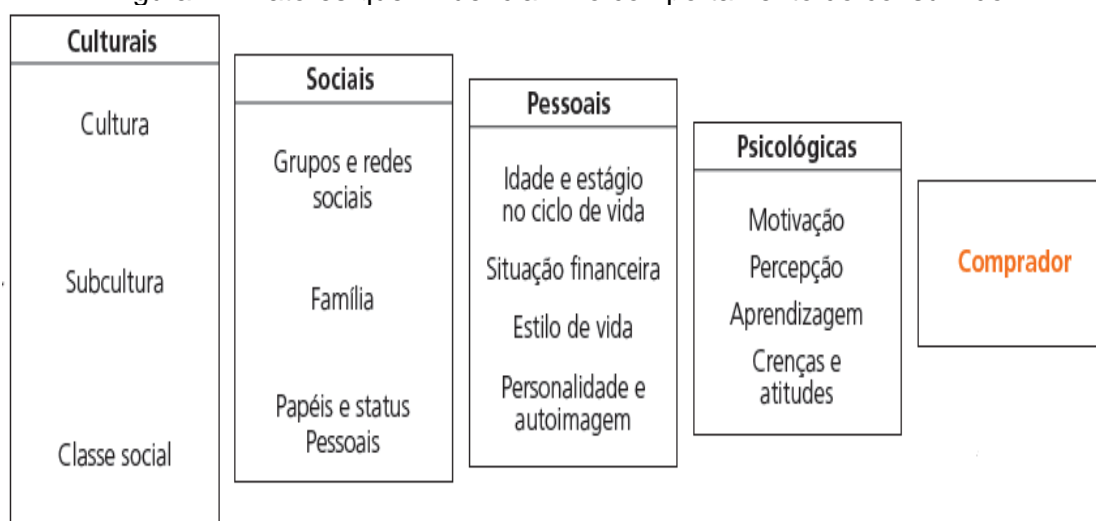 Culturais
Cultura
Subcultura
Classe social
Sociais
Grupos e redes
sociais
Família
Papéis e status
Pessoais
Pessoais
Idade e estágio
no ciclo de vida
Situação financeira
Estilo de vida
Personalidade e
autoimagem
Psicológicas
Motivação
Percepção
Aprendizagem
Crenças e
atitudes
Comprador